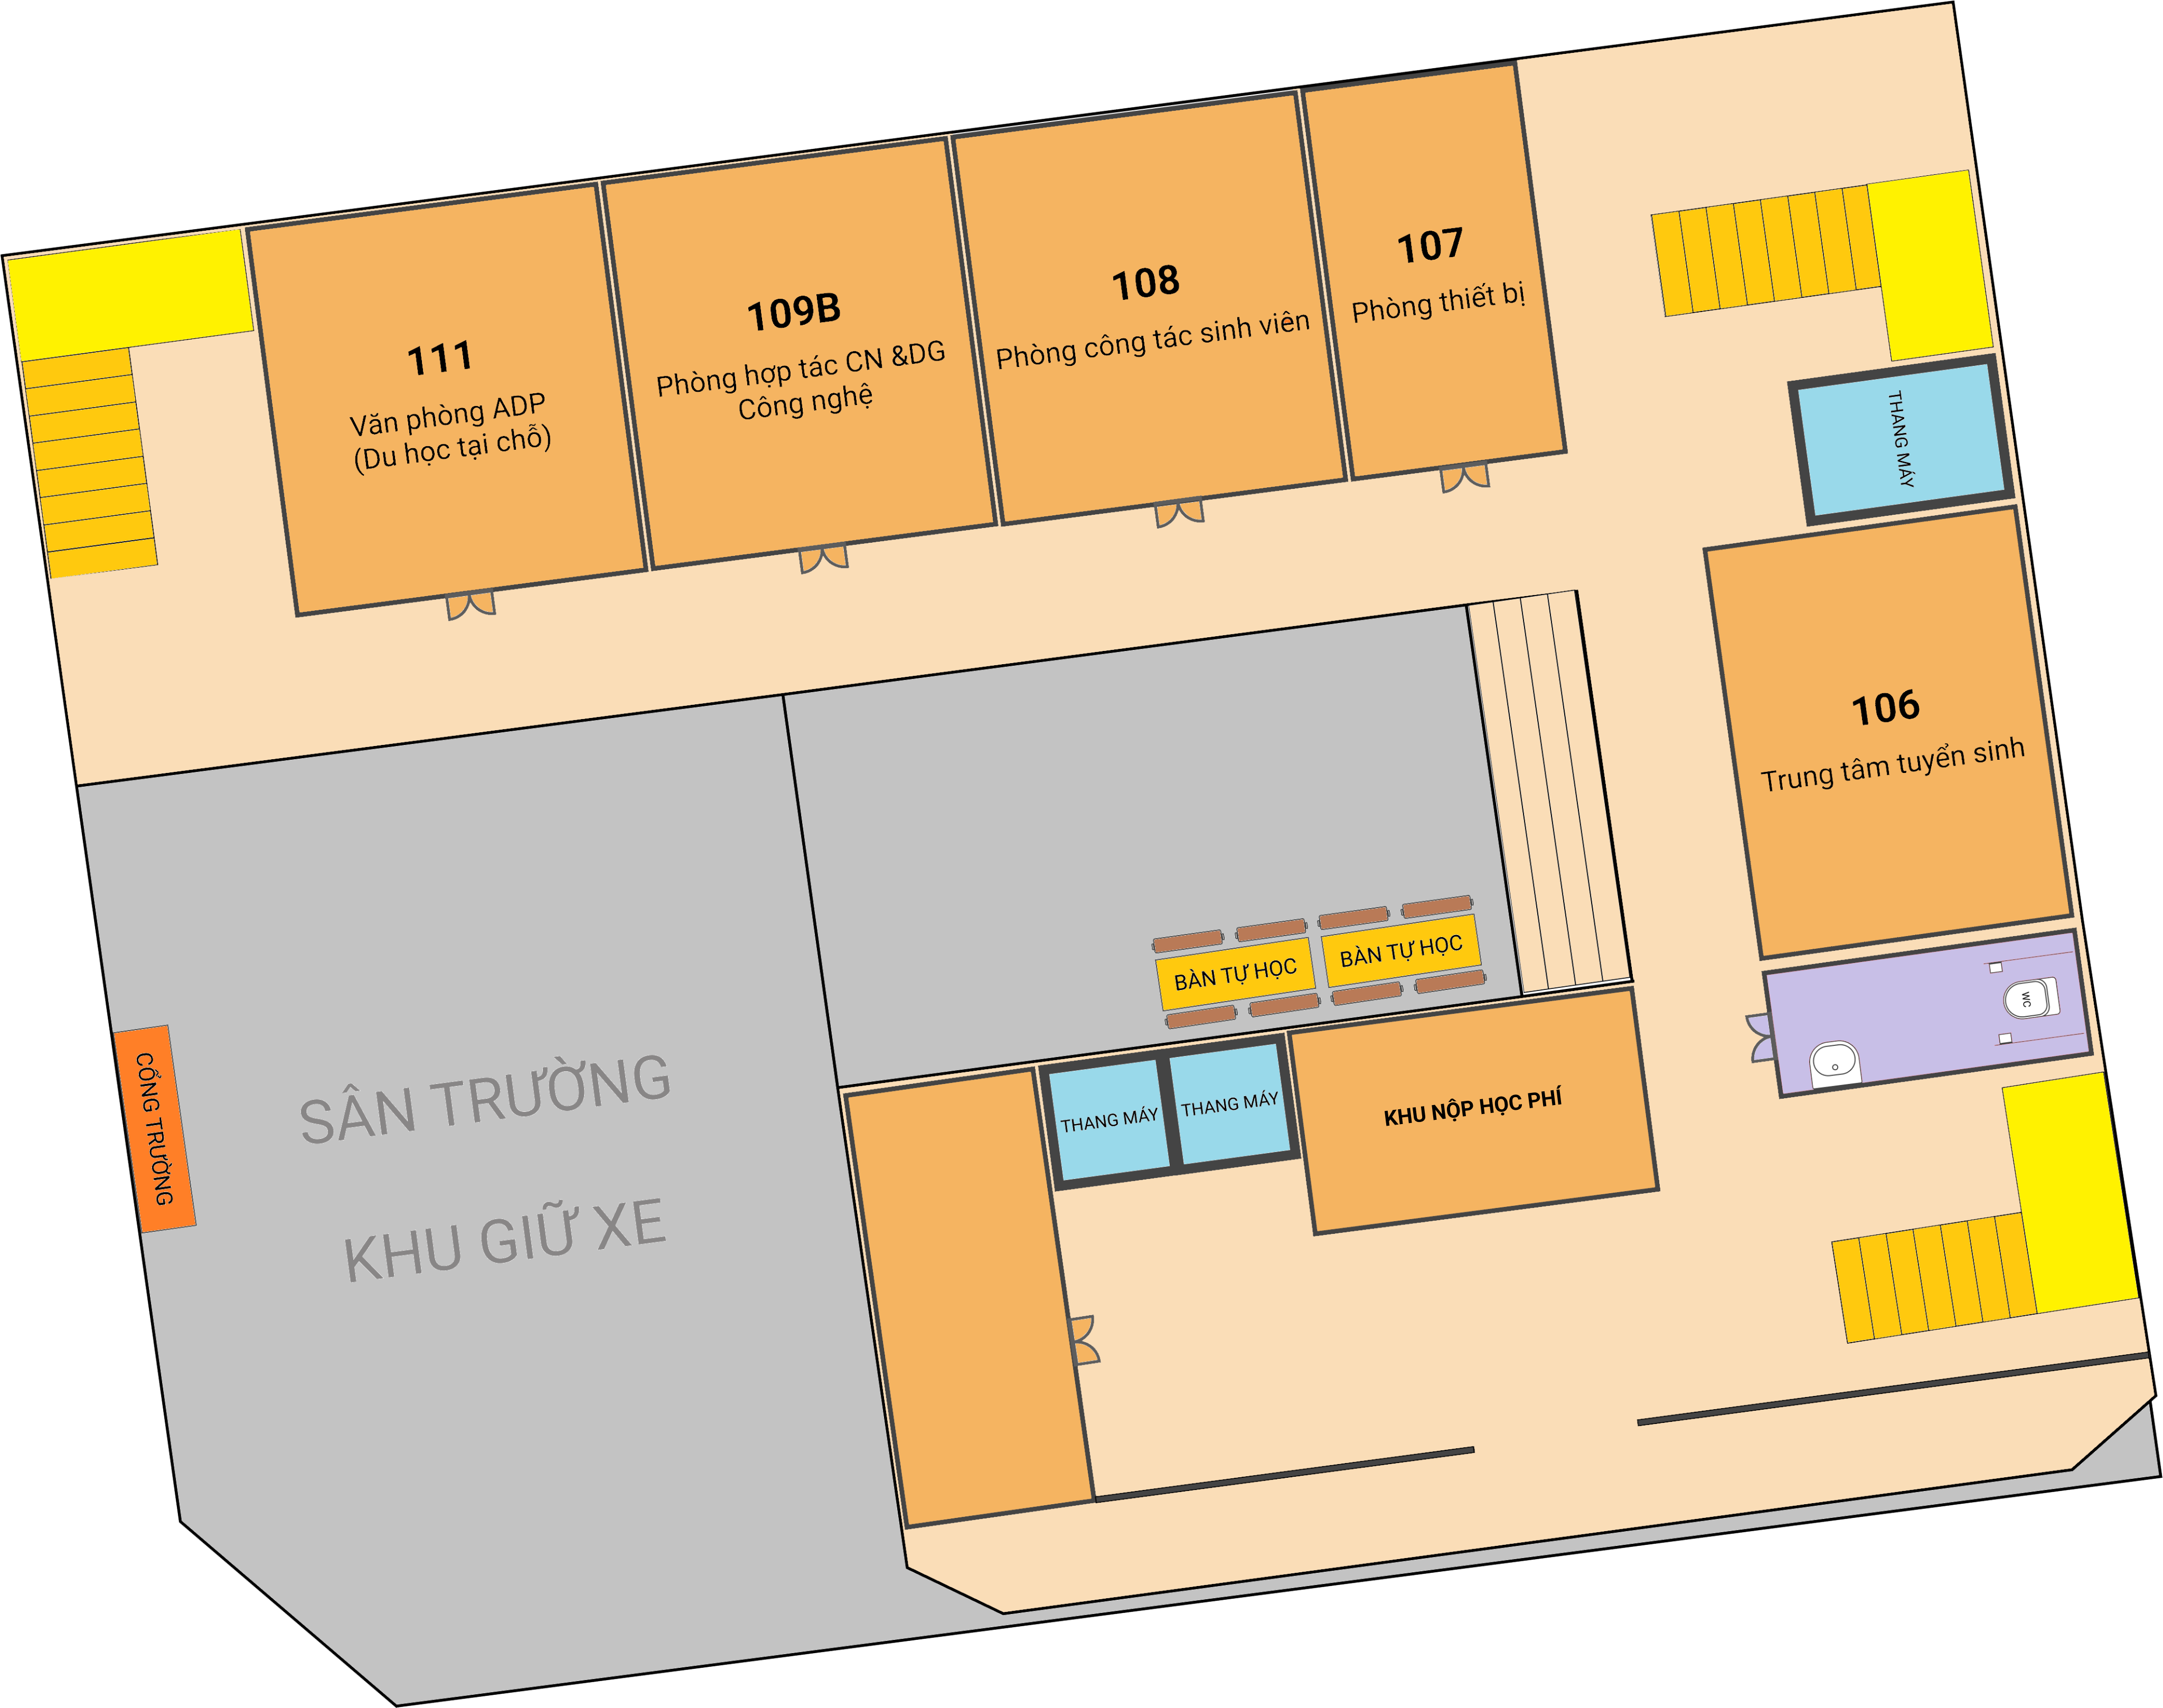 111
Văn phòng ADP
(Du học tại chỗ)
109B
Phòng hợp tác CN &DG
Công nghệ
108
Phòng công tác sinh viên
107
Phòng thiết bị
THANG MÁY
106
Trung tâm tuyển sinh
WC
BÀN TỰ HỌC
BÀN TỰ HỌC
THANG MÁY
THANG MÁY
KHU NỘP HỌC PHÍ
CỔNG TRƯỜNG
SÂN TRƯỜNG
KHU GIỮ XE